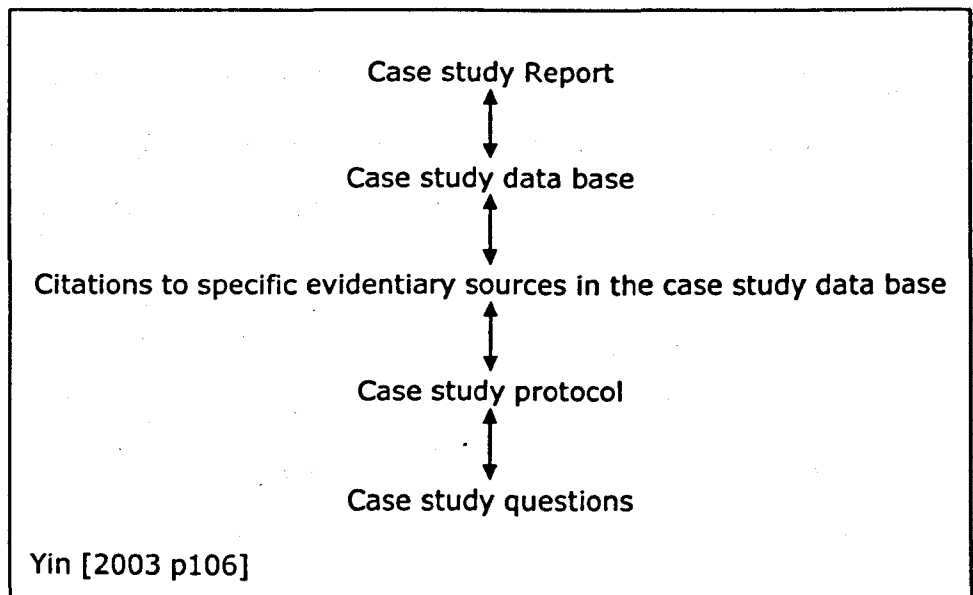 Case study Report
Case study data base
Citations to specific evidentiary sources in the case study data base
Case study protocol
Case study questions
Yin [2003 p106]